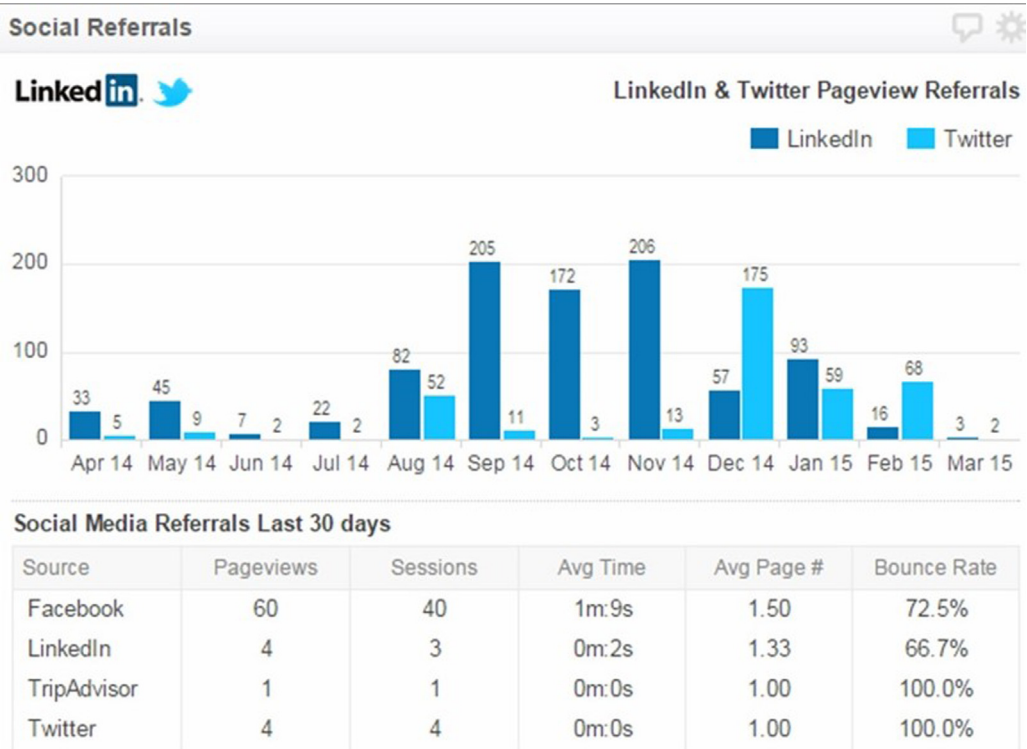 Social Referrals
Linked in.
LinkedIn & Twitter Pageview Referrals
LinkedIn Twitter
300
200
100
0
33 5 45 9 7 2 22 2 82 52 205 11 172 3 206 13 57 175 93 59 16 68 3 2
Apr 14 May 14 Jun 14 Jul 14 Aug 14 Sep 14 Oct 14 Nov 14 Dec 14 Jan 15 Feb 15 Mar 15
Social Media Referrals Last 30 days
Source Pageviews Sessions Avg Time Avg Page # Bounce Rate
Facebook 60 40 1m:9s 1.50 72.5%
LinkedIn 4 3 0m:2s 1.33 66.7%
TripAdvisor 1 1 0m:0s 1.00 100.0%
Twitter 4 4 0m:0s 1.00 100.0%